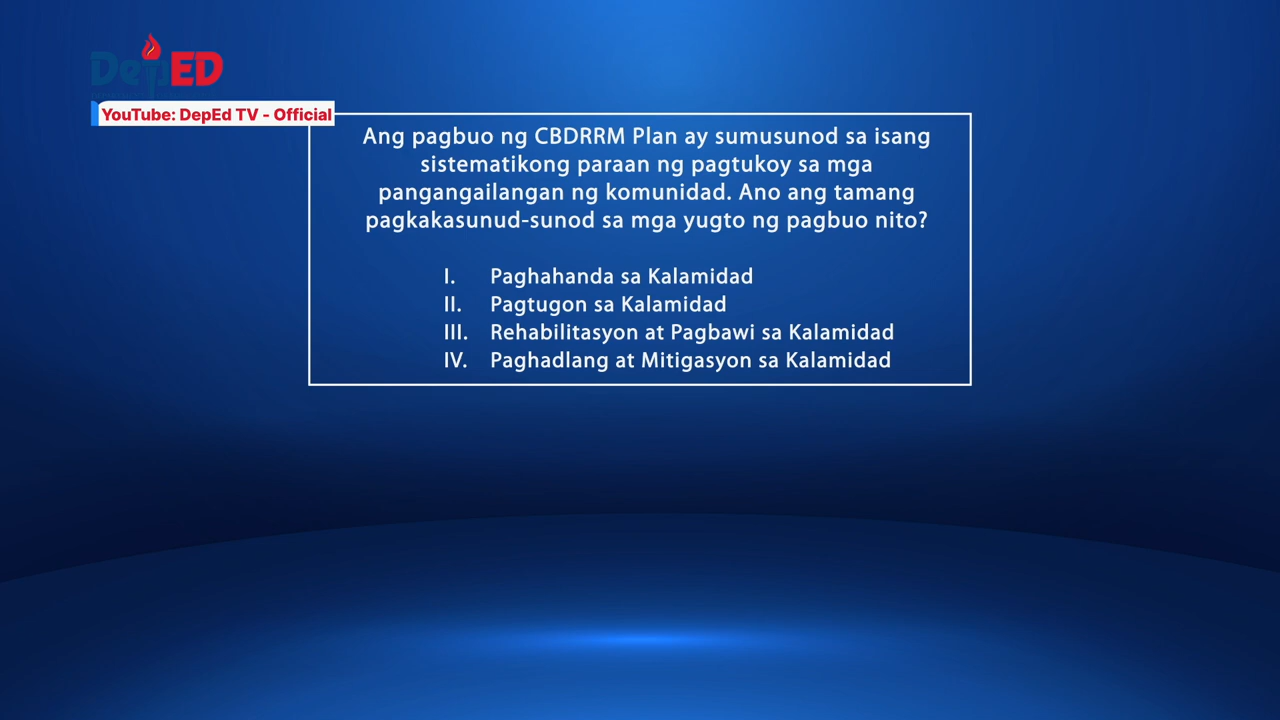 DepED
YouTube: DepEd TV - Official
Ang pagbuo ng CBDRRM Plan ay sumusunod sa isang
sistematikong paraan ng pagtukoy sa mga
pangangailangan ng komunidad. Ano ang tamang
pagkakasunud-sunod sa mga yugto ng pagbuo nito?
I. Paghahanda sa Kalamidad
II. Pagtugon sa Kalamidad
III. Rehabilitasyon at Pagbawi sa Kalamidad
IV. Paghadlang at Mitigasyon sa Kalamidad